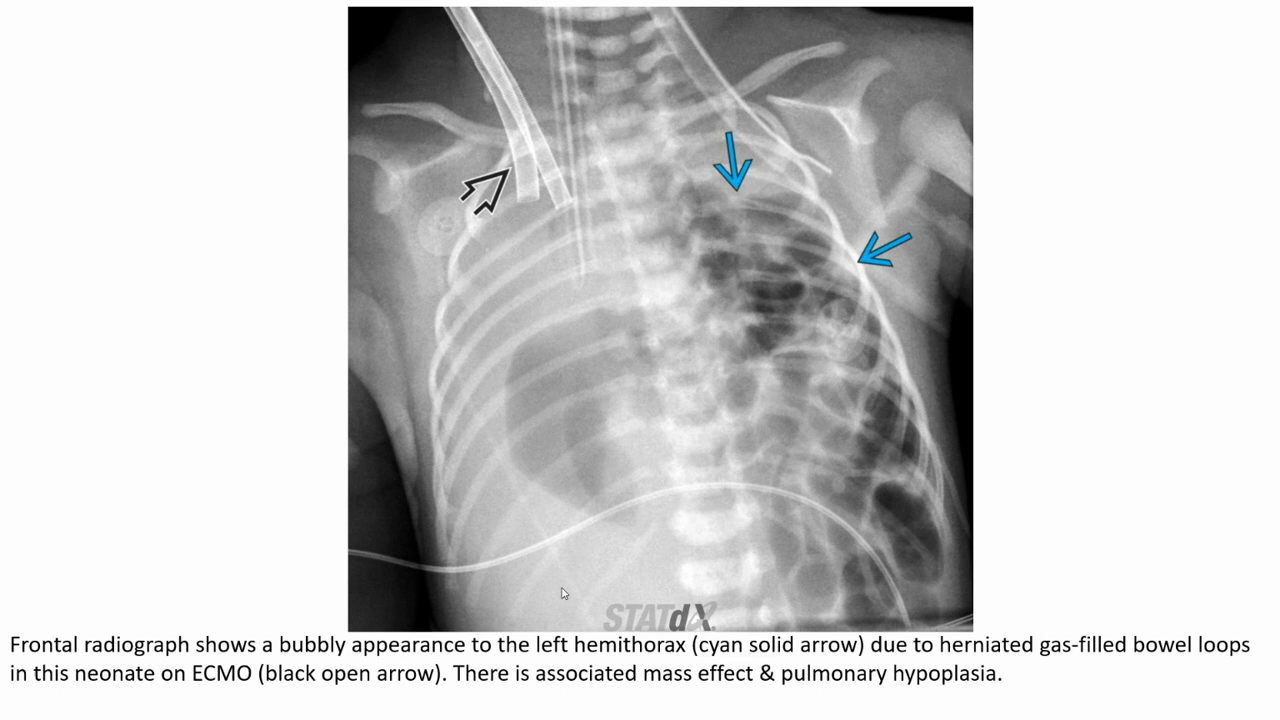 STATdX
Frontal radiograph shows a bubbly appearance to the left hemithorax (cyan solid arrow) due to herniated gas-filled bowel loops
in this neonate on ECMO (black open arrow). There is associated mass effect & pulmonary hypoplasia.